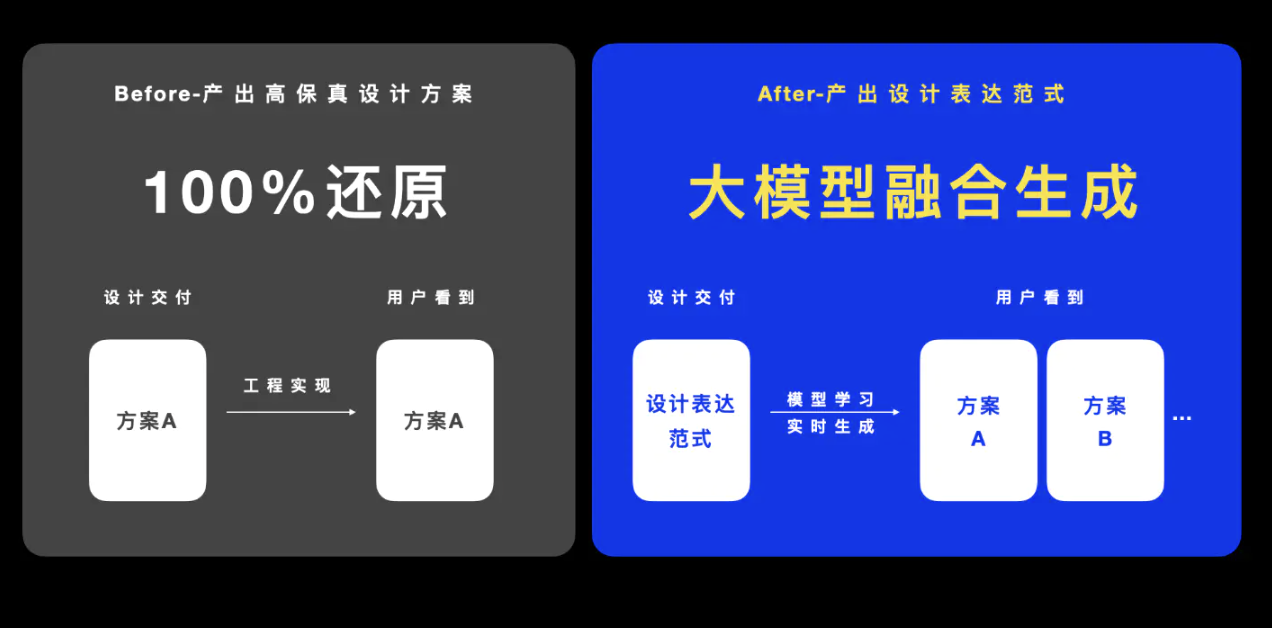 Before-产出高保真设计方案
100%还原
设计交付
用户看到
方案A
工程实现
方案A
After-产出设计表达范式
大模型融合生成
设计交付
用户看到
设计表达
范式
模型学习
实时生成
方案
A
方案
B
...